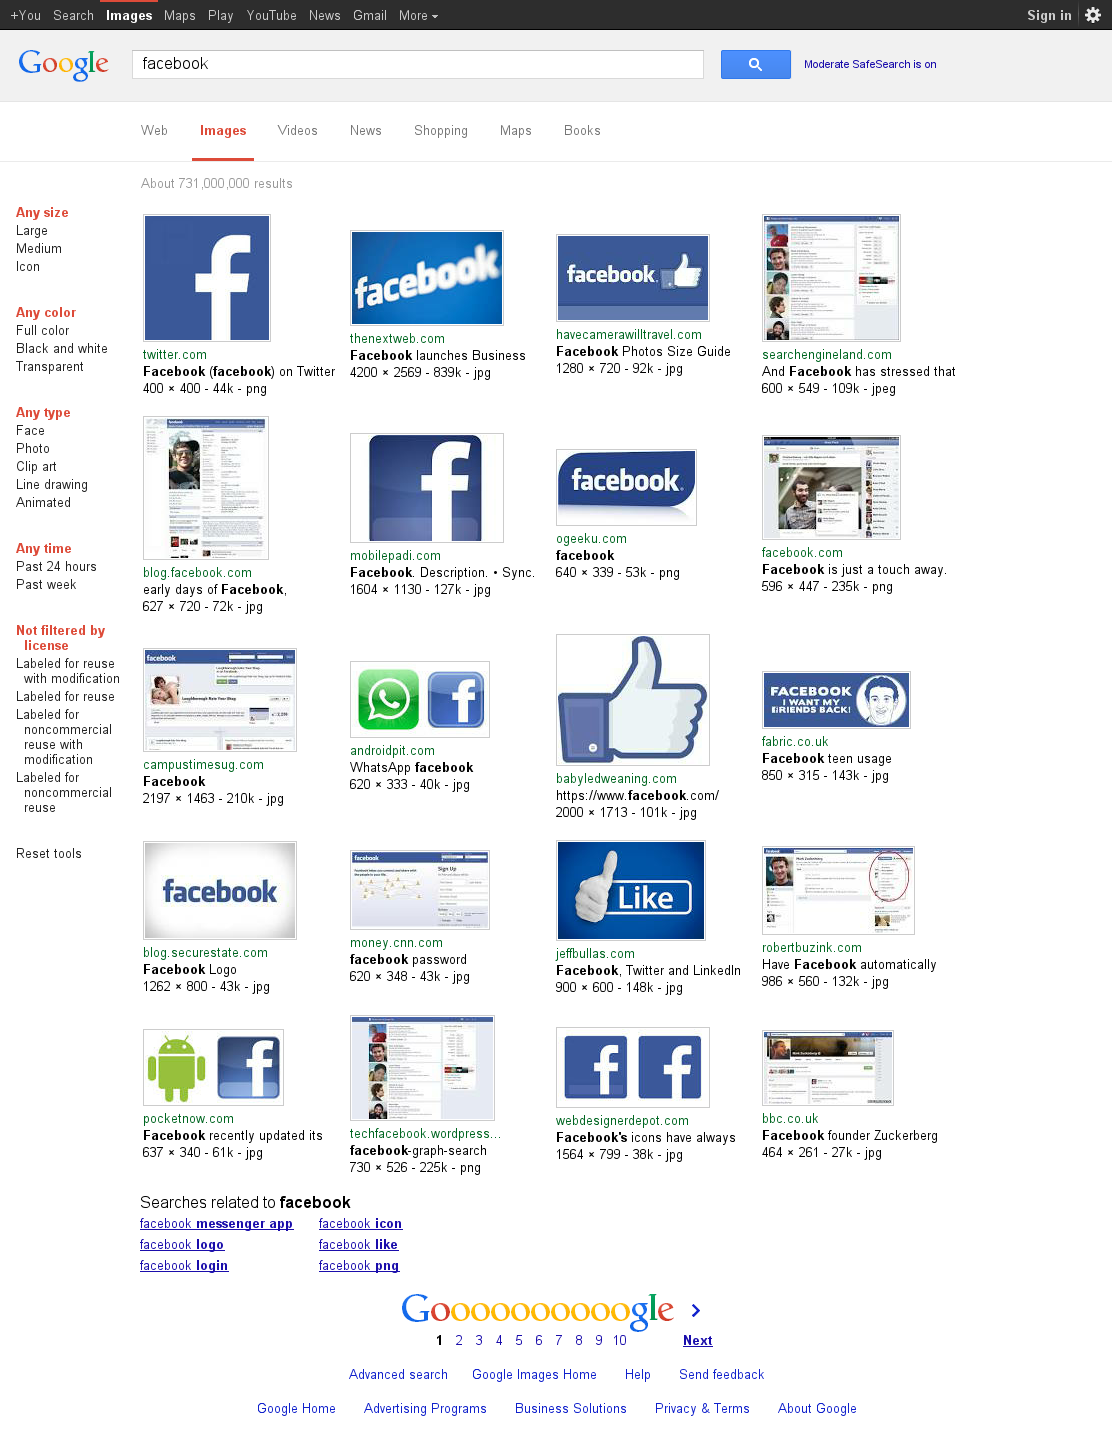 +You Search Images Maps Play YouTube News Gmail More Sign in
Google facebook Moderate SafeSearch is on
Web Images Videos News Shopping Maps Books
About 731,000,000 results
Any size
Large
Medium
Icon
Any color
Full color
Black and white
Transparent
Any type
Face
Photo
Clip art
Line drawing
Animated
Any time
Past 24 hours
Past week
Not filtered by
license
Labeled for reuse
with modification
Labeled for reuse
Labeled for
noncommercial
reuse with
modification
Labeled for
noncommercial
reuse
Reset tools
f
twitter.com
Facebook (facebook) on Twitter
400 × 400 - 44k - png
facebook
thenextweb.com
Facebook launches Business
4200 × 2569 - 839k - jpg
facebook
havecamerawilltravel.com
Facebook Photos Size Guide
1280 × 720 - 92k - jpg
searchengineland.com
And Facebook has stressed that
600 × 549 - 109k - jpeg
facebook
blog.facebook.com
early days of Facebook,
627 × 720 - 72k - jpg
f
mobilepadi.com
Facebook. Description. • Sync.
1604 × 1130 - 127k - jpg
facebook
ogeeku.com
facebook
640 × 339 - 53k - png
facebook.com
Facebook is just a touch away.
596 × 447 - 235k - png
facebook
campustimesug.com
Facebook
2197 × 1463 - 210k - jpg
f
androidpit.com
WhatsApp facebook
620 × 333 - 40k - jpg
babyledweaning.com
https://www.facebook.com/
2000 × 1713 - 101k - jpg
FACEBOOK
I WANT MY
FRIENDS BACK!
fabric.co.uk
Facebook teen usage
850 × 315 - 143k - jpg
facebook
blog.securestate.com
Facebook Logo
1262 × 800 - 43k - jpg
facebook
Sign Up
money.cnn.com
facebook password
620 × 348 - 43k - jpg
Like
jeffbullas.com
Facebook, Twitter and LinkedIn
900 × 600 - 148k - jpg
robertbuzink.com
Have Facebook automatically
986 × 560 - 132k - jpg
f
pocketnow.com
Facebook recently updated its
637 × 340 - 61k - jpg
techfacebook.wordpress...
facebook-graph-search
730 × 526 - 225k - png
f f
webdesignerdepot.com
Facebook's icons have always
1564 × 799 - 38k - jpg
bbc.co.uk
Facebook founder Zuckerberg
464 × 261 - 27k - jpg
Searches related to facebook
facebook messenger app facebook icon
facebook logo facebook like
facebook login facebook png
Goooooooooogle
1 2 3 4 5 6 7 8 9 10 Next
Advanced search Google Images Home Help Send feedback
Google Home Advertising Programs Business Solutions Privacy & Terms About Google